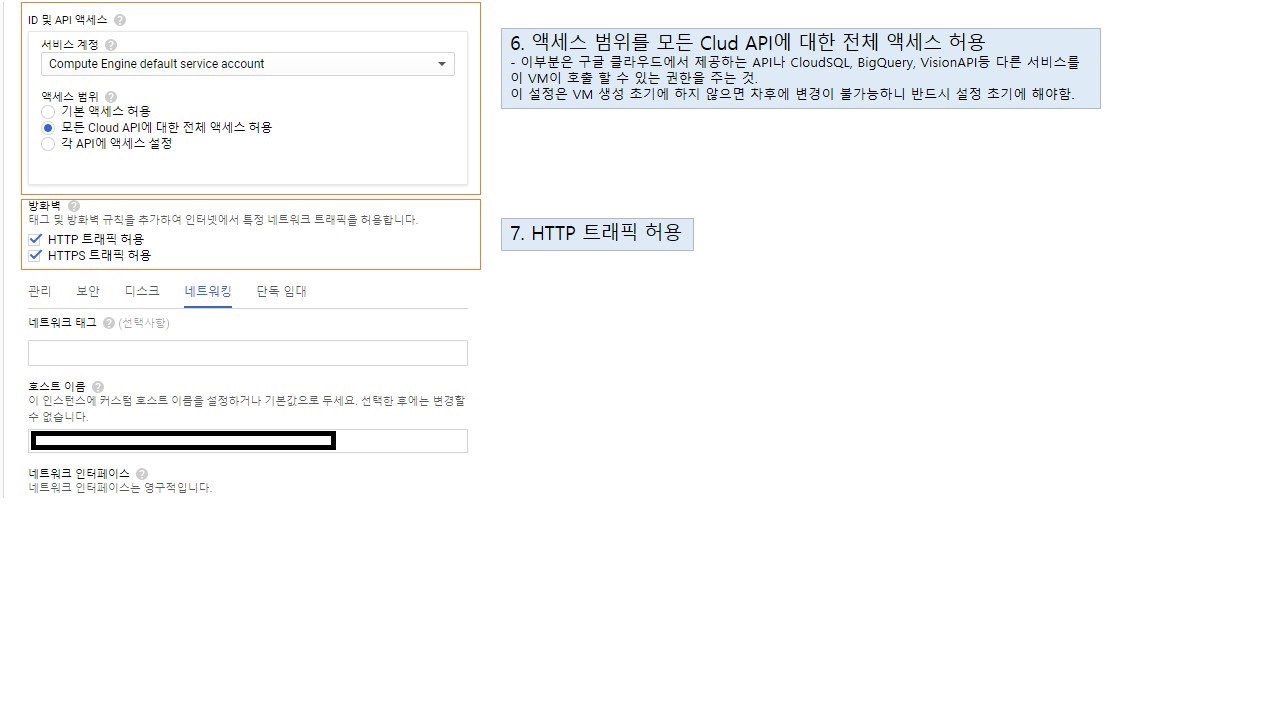 ID 및 API 액세스
서비스 계정
Compute Engine default service account
액세스 범위
기본 액세스 허용
모든 Cloud API에 대한 전체 액세스 허용
각 API에 액세스 설정
방화벽
태그 및 방화벽 규칙을 추가하여 인터넷에서 특정 네트워크 트래픽을 허용합니다.
HTTP 트래픽 허용
HTTPS 트래픽 허용
관리 보안 디스크 네트워킹 단독 임대
네트워크 태그 (선택사항)
호스트 이름
이 인스턴스에 커스텀 호스트 이름을 설정하거나 기본값으로 두세요. 선택한 후에는 변경할
수 없습니다.
네트워크 인터페이스
네트워크 인터페이스는 영구적입니다.
6. 액세스 범위를 모든 Clud API에 대한 전체 액세스 허용
- 이부분은 구글 클라우드에서 제공하는 API나 CloudSQL, BigQuery, VisionAPI등 다른 서비스를
이 VM이 호출 할 수 있는 권한을 주는 것.
이 설정은 VM 생성 초기에 하지 않으면 차후에 변경이 불가능하니 반드시 설정 초기에 해야함.
7. HTTP 트래픽 허용